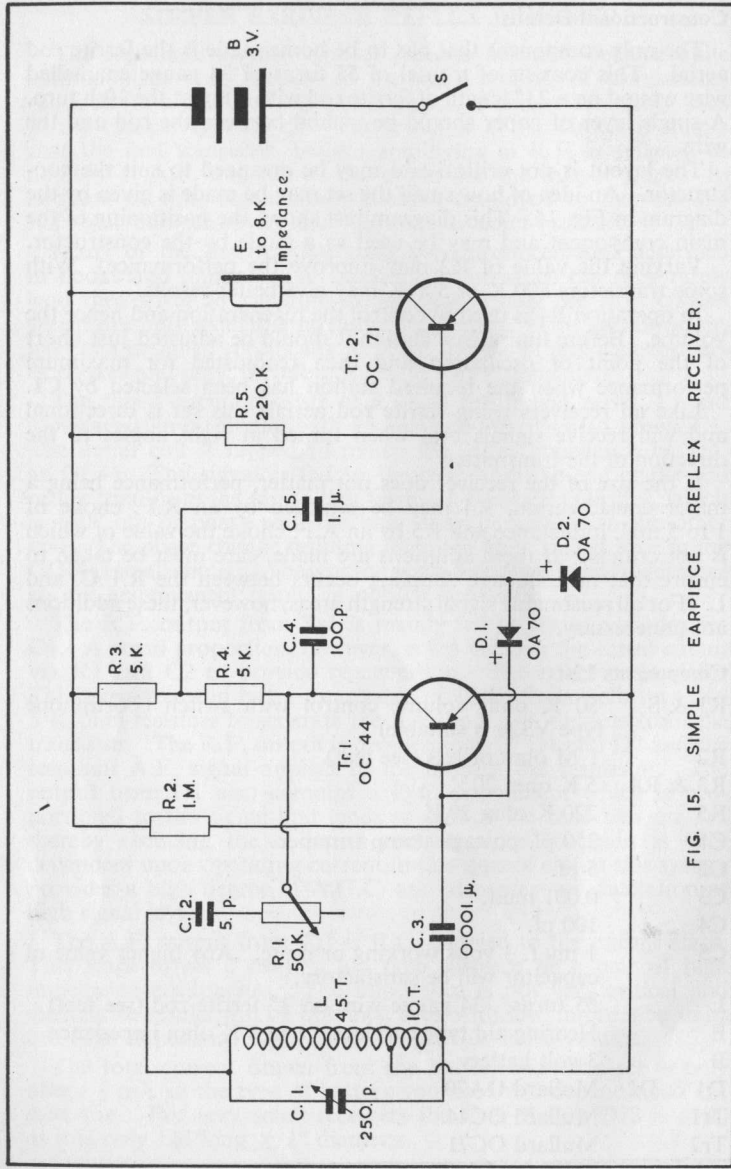 B
3.V.
S
E
1. to 8.K.
Impedance.
Tr. 2.
OC. 71
R. 5.
220.K.
C. 5.
1.µ.
R. 3.
5.K.
R. 4.
5.K.
C. 4.
100.p.
D.1.
OA 70
+
D.2.
OA 70
+
Tr. 1.
OC 44
R. 2.
1.M.
C. 2.
5. p.
R. 1.
50.K.
C. 3.
0.001 µ.
L
45.T.
10.T.
C. 1.
250. p.
FIG. 15. SIMPLE EARPIECE REFLEX RECEIVER.